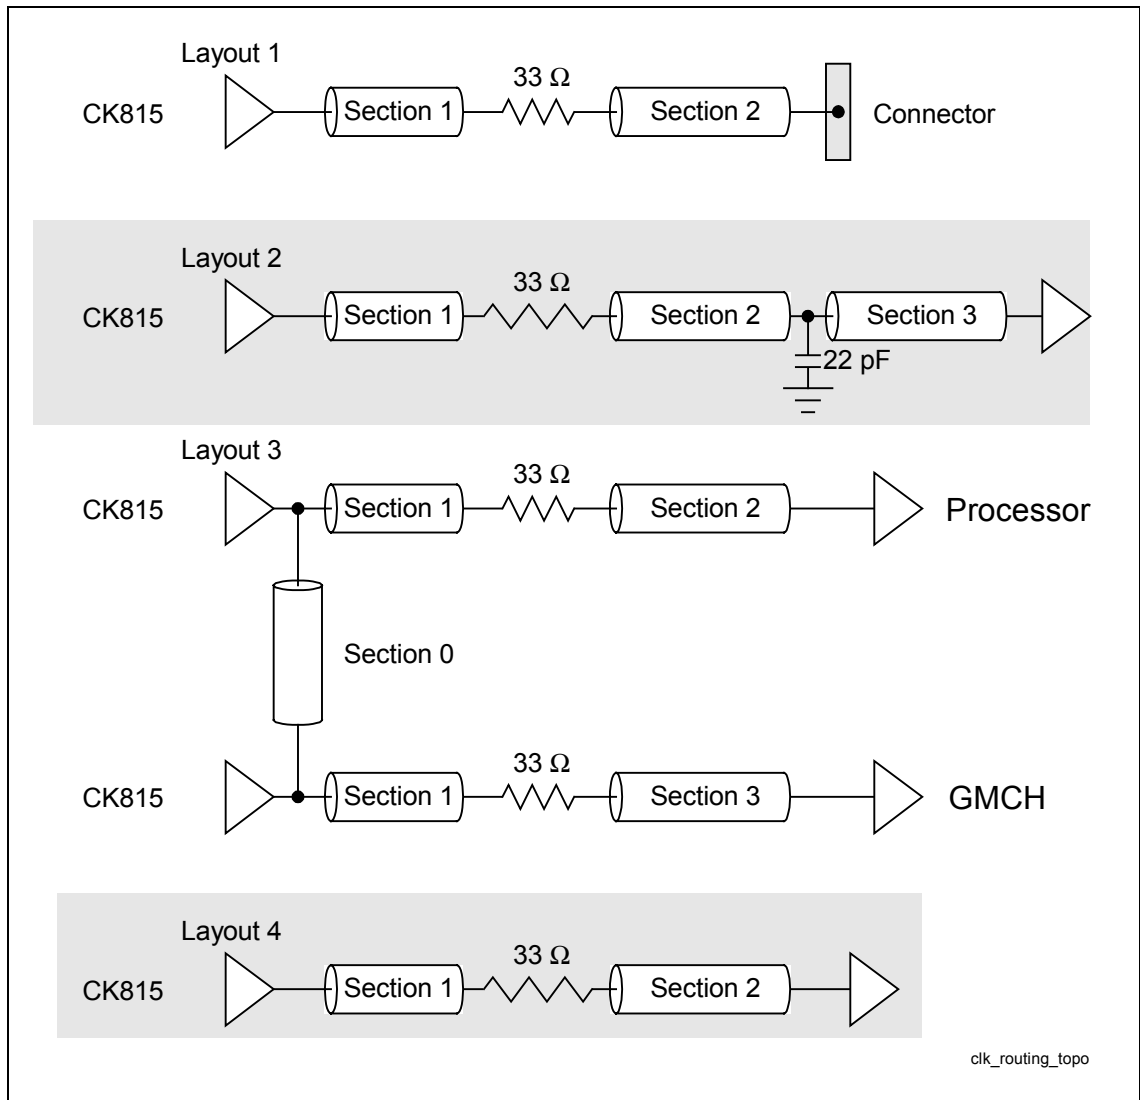 Layout 1
33 Ω
CK815 Section 1 Section 2 Connector
Layout 2
33 Ω
CK815 Section 1 Section 2 Section 3
22 pF
Layout 3
33 Ω
CK815 Section 1 Section 2 Processor
Section 0
33 Ω
CK815 Section 1 Section 3 GMCH
Layout 4
33 Ω
CK815 Section 1 Section 2
clk_routing_topo